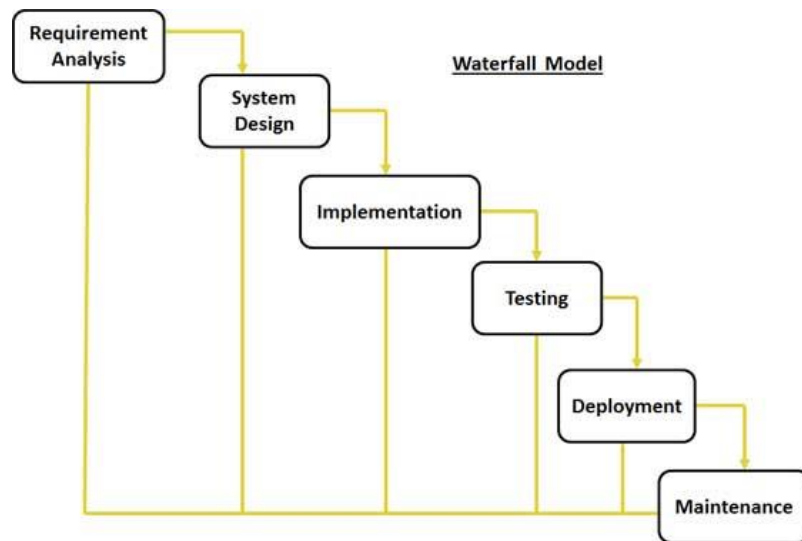 Requirement
Analysis
Waterfall Model
System
Design
Implementation
Testing
Deployment
Maintenance